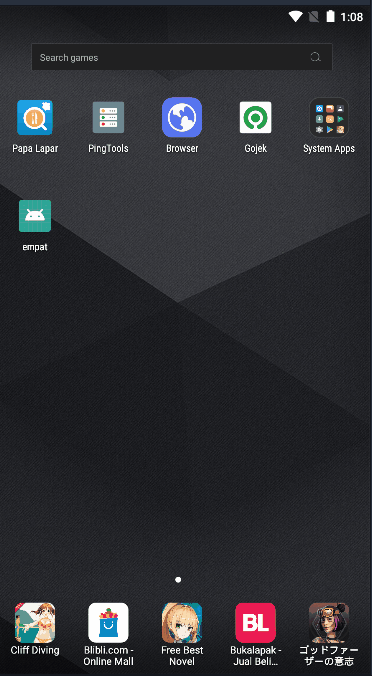 1:08
Search games
Papa Lapar
PingTools
Browser
Gojek
System Apps
empat
BL
Cliff Diving
Blibli.com -
Online Mall
Free Best
Novel
Bukalapak -
Jual Beli...
ゴッドファー
ザーの意志